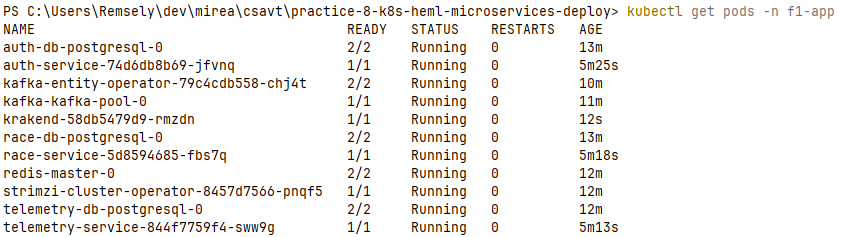 PS C:\Users\Remsely\dev\mirea\csavt\practice-8-k8s-heml-microservices-deploy> kubectl get pods -n f1-app
NAME READY STATUS RESTARTS AGE
auth-db-postgresql-0 2/2 Running 0 13m
auth-service-74d6db8b69-jfvnq 1/1 Running 0 5m25s
kafka-entity-operator-79c4cdb558-chj4t 2/2 Running 0 10m
kafka-kafka-pool-0 1/1 Running 0 11m
krakend-58db5479d9-rmzdn 1/1 Running 0 12s
race-db-postgresql-0 2/2 Running 0 13m
race-service-5d8594685-fbs7q 1/1 Running 0 5m18s
redis-master-0 2/2 Running 0 12m
strimzi-cluster-operator-8457d7566-pnqf5 1/1 Running 0 12m
telemetry-db-postgresql-0 2/2 Running 0 12m
telemetry-service-844f7759f4-sww9g 1/1 Running 0 5m13s